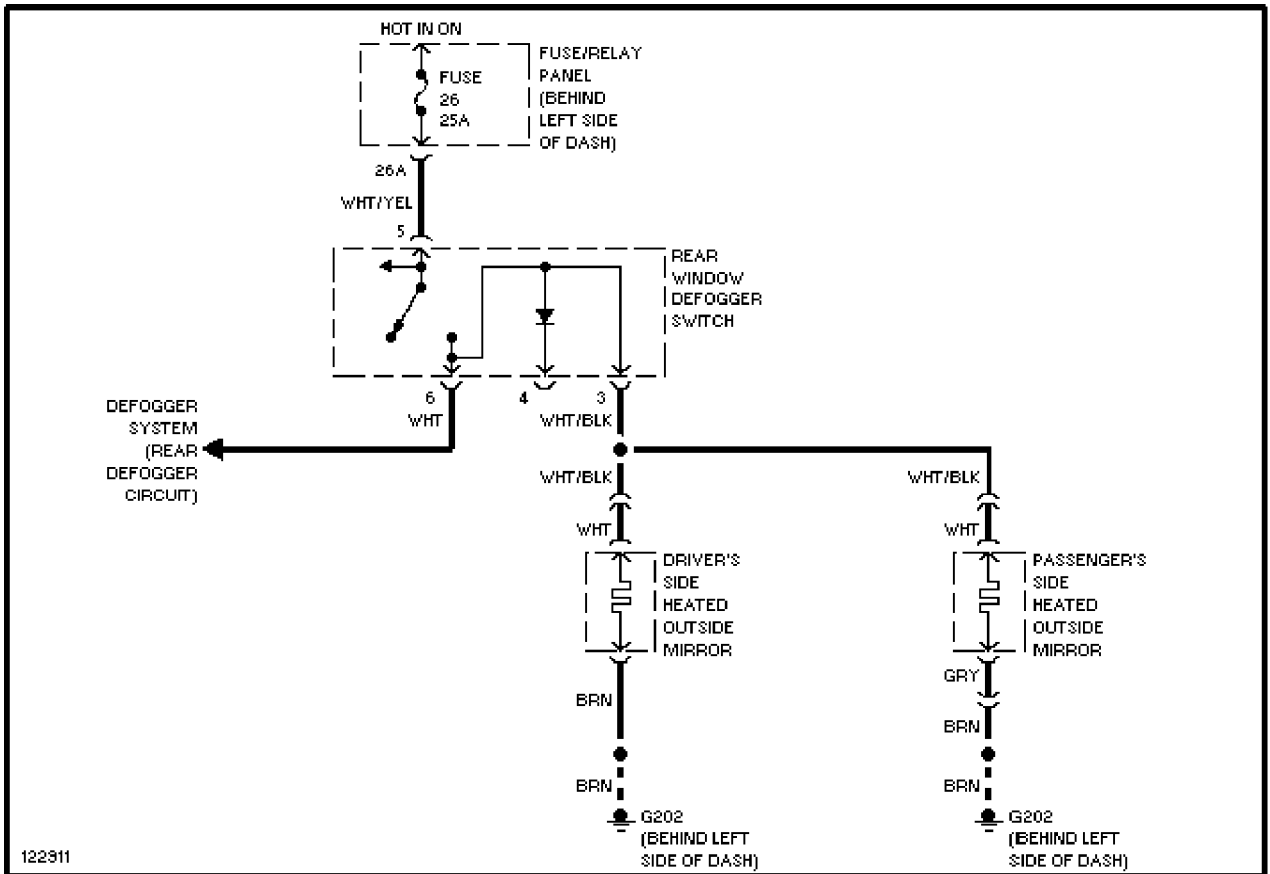 HOT IN ON
FUSE/RELAY
PANEL
(BEHIND
LEFT SIDE
OF DASH)
FUSE
26
25A
26A
WHT/YEL
5
REAR
WINDOW
DEFOGGER
SWITCH
6
4
3
WHT
WHT/BLK
DEFOGGER
SYSTEM
(REAR
DEFOGGER
CIRCUIT)
WHT/BLK
WHT/BLK
WHT
WHT
DRIVER'S
SIDE
HEATED
OUTSIDE
MIRROR
PASSENGER'S
SIDE
HEATED
OUTSIDE
MIRROR
GRY
BRN
BRN
BRN
BRN
G202
(BEHIND LEFT
SIDE OF DASH)
G202
(BEHIND LEFT
SIDE OF DASH)
122911